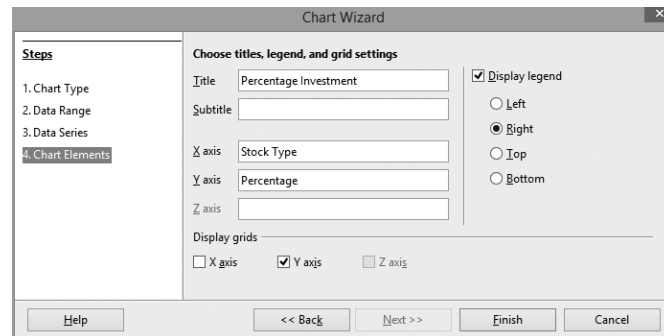 Chart Wizard
Steps
1. Chart Type
2. Data Range
3. Data Series
4. Chart Elements
Choose titles, legend, and grid settings
Title Percentage Investment
Subtitle
X axis Stock Type
Y axis Percentage
Z axis
Display legend
Left
Right
Top
Bottom
Display grids
X axis Y axis Z axis
Help << Back Next >> Finish Cancel